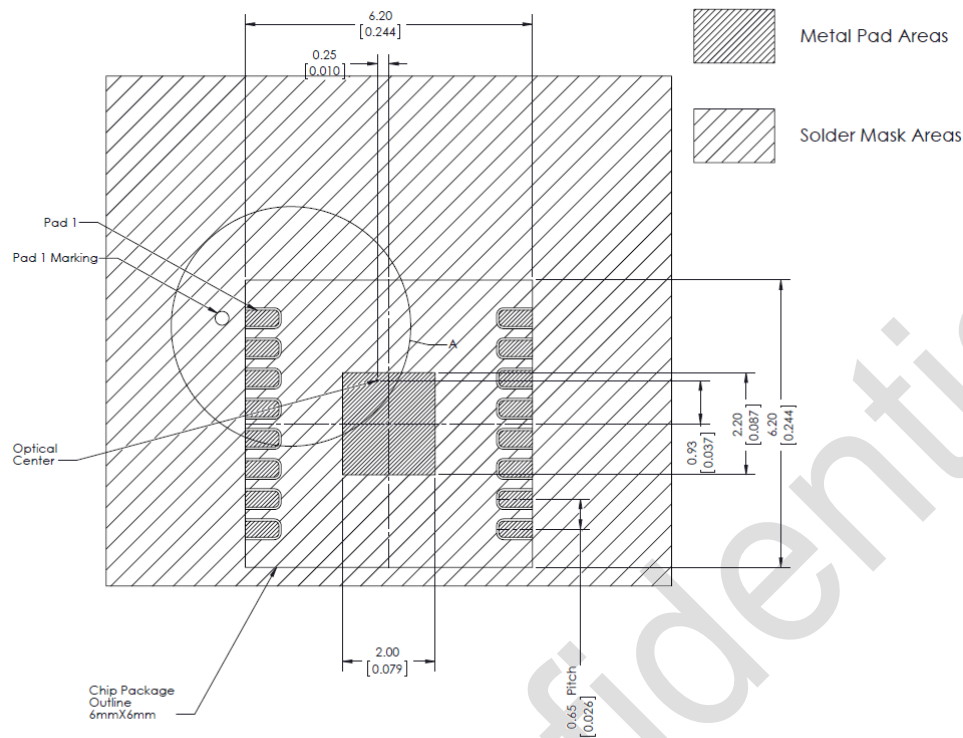 6.20
[0.244]
0.25
[0.010]
Metal Pad Areas
Solder Mask Areas
Pad 1
Pad 1 Marking
A
Optical
Center
0.93
[0.037]
2.20
[0.087]
6.20
[0.244]
2.00
[0.079]
0.65 Pitch
[0.026]
Chip Package
Outline
6mmX6mm